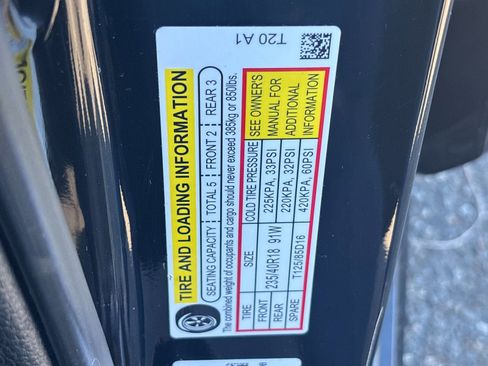 TIRE AND LOADING INFORMATION
SEATING CAPACITY | TOTAL 5 | FRONT 2 | REAR 3
The combined weight of occupants and cargo should never exceed 385kg or 850lbs.
TIRE SIZE COLD TIRE PRESSURE SEE OWNER'S
FRONT 235/40R18 91W 225KPA, 33PSI MANUAL FOR
REAR 220KPA, 32PSI ADDITIONAL
SPARE T125/85D16 420KPA, 60PSI INFORMATION
T20 A1